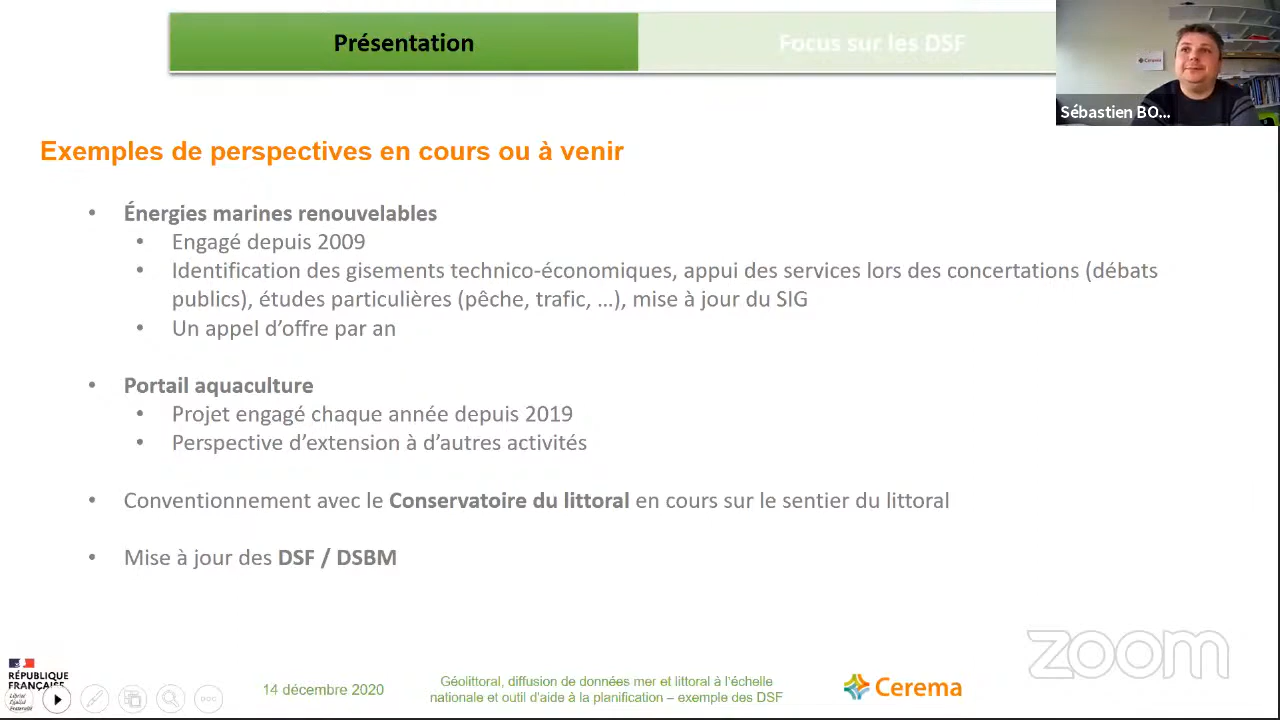 Présentation
Focus sur les DSF
Cerema
Sébastien BO...
Exemples de perspectives en cours ou à venir
• Énergies marines renouvelables
• Engagé depuis 2009
• Identification des gisements technico-économiques, appui des services lors des concertations (débats
publics), études particulières (pêche, trafic, …), mise à jour du SIG
• Un appel d’offre par an
• Portail aquaculture
• Projet engagé chaque année depuis 2019
• Perspective d’extension à d’autres activités
• Conventionnement avec le Conservatoire du littoral en cours sur le sentier du littoral
• Mise à jour des DSF / DSBM
zoom
RÉPUBLIQUE
FRANÇAISE
Liberté
Égalité
Fraternité
14 décembre 2020
Géolittoral, diffusion de données mer et littoral à l’échelle
nationale et outil d’aide à la planification – exemple des DSF
Cerema